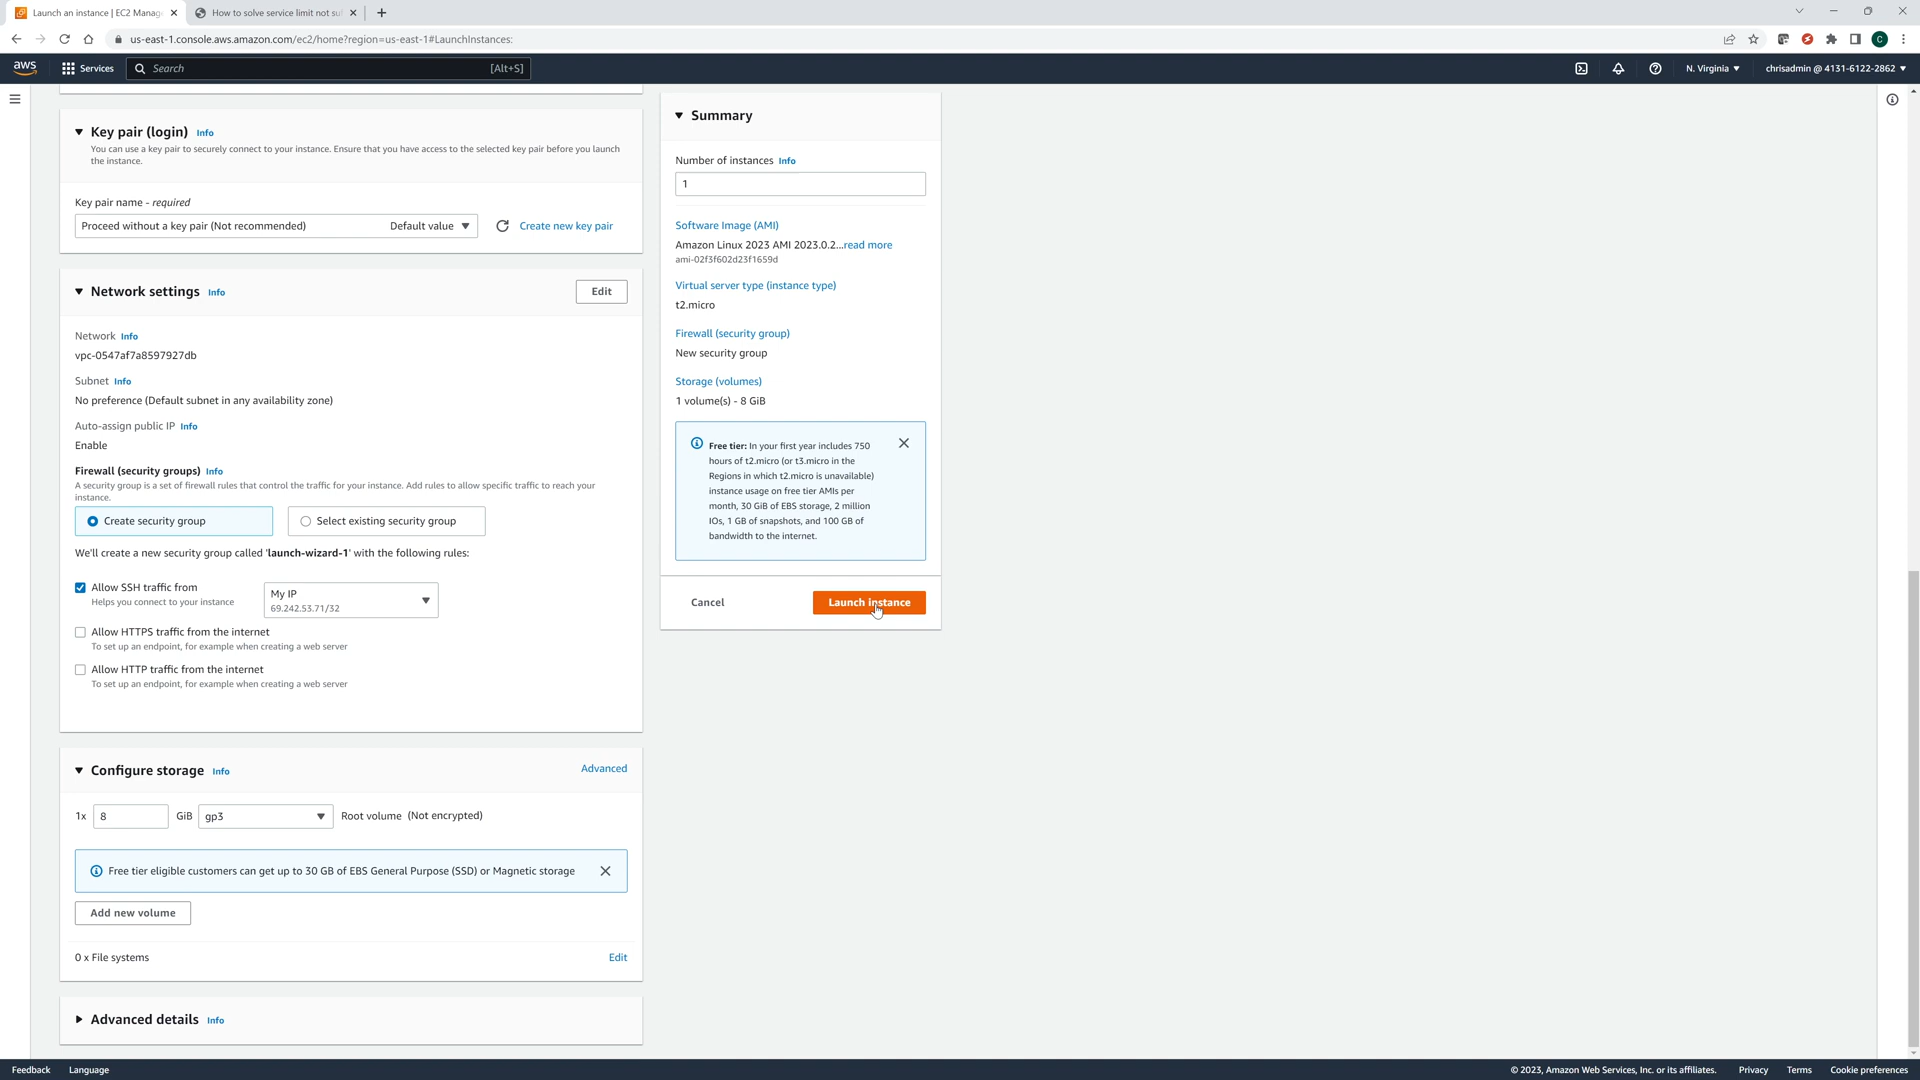 Launch an instance | EC2 Manag
How to solve service limit not su
us-east-1.console.aws.amazon.com/ec2/home?region=us-east-1#LaunchInstances:
C
aws
Services
Search
[Alt+S]
N. Virginia
chrisadmin @ 4131-6122-2862
Key pair (login) Info
You can use a key pair to securely connect to your instance. Ensure that you have access to the selected key pair before you launch
the instance.
Key pair name - required
Proceed without a key pair (Not recommended) Default value
Create new key pair
Network settings Info
Edit
Network Info
vpc-0547af7a8597927db
Subnet Info
No preference (Default subnet in any availability zone)
Auto-assign public IP Info
Enable
Firewall (security groups) Info
A security group is a set of firewall rules that control the traffic for your instance. Add rules to allow specific traffic to reach your
instance.
Create security group
Select existing security group
We'll create a new security group called 'launch-wizard-1' with the following rules:
Allow SSH traffic from
Helps you connect to your instance
My IP
69.242.53.71/32
Allow HTTPS traffic from the internet
To set up an endpoint, for example when creating a web server
Allow HTTP traffic from the internet
To set up an endpoint, for example when creating a web server
Configure storage Info
Advanced
1x 8 GiB gp3 Root volume (Not encrypted)
Free tier eligible customers can get up to 30 GB of EBS General Purpose (SSD) or Magnetic storage
Add new volume
0 x File systems
Edit
Advanced details Info
Summary
Number of instances Info
1
Software Image (AMI)
Amazon Linux 2023 AMI 2023.0.2...read more
ami-02f3f602d23f1659d
Virtual server type (instance type)
t2.micro
Firewall (security group)
New security group
Storage (volumes)
1 volume(s) - 8 GiB
Free tier: In your first year includes 750
hours of t2.micro (or t3.micro in the
Regions in which t2.micro is unavailable)
instance usage on free tier AMIs per
month, 30 GiB of EBS storage, 2 million
IOs, 1 GB of snapshots, and 100 GB of
bandwidth to the internet.
Cancel
Launch instance
Feedback
Language
© 2023, Amazon Web Services, Inc. or its affiliates.
Privacy
Terms
Cookie preferences